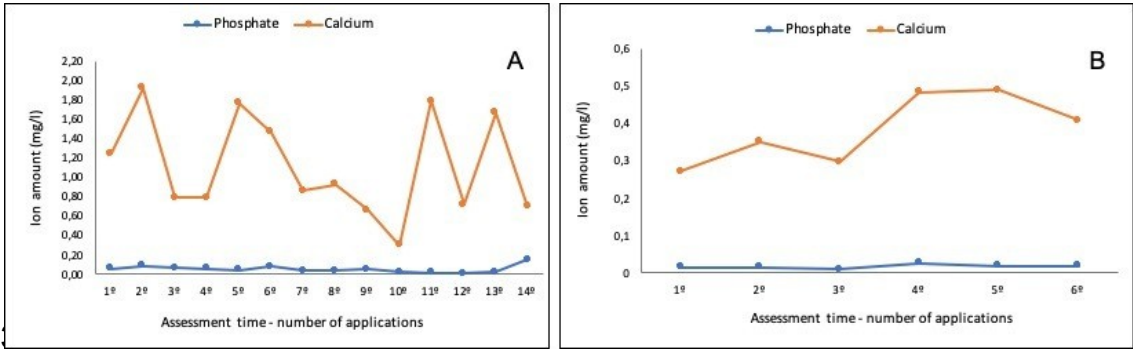 Phosphate Calcium
A
2,20
2,00
1,80
1,60
1,40
1,20
1,00
0,80
0,60
0,40
0,20
0,00
Ion amount (mg/l)
1º 2º 3º 4º 5º 6º 7º 8º 9º 10º 11º 12º 13º 14º
Assessment time - number of applications
Phosphate Calcium
B
0,6
0,5
0,4
0,3
0,2
0,1
0
Ion amount (mg/l)
1º 2º 3º 4º 5º 6º
Assessment time - number of applications